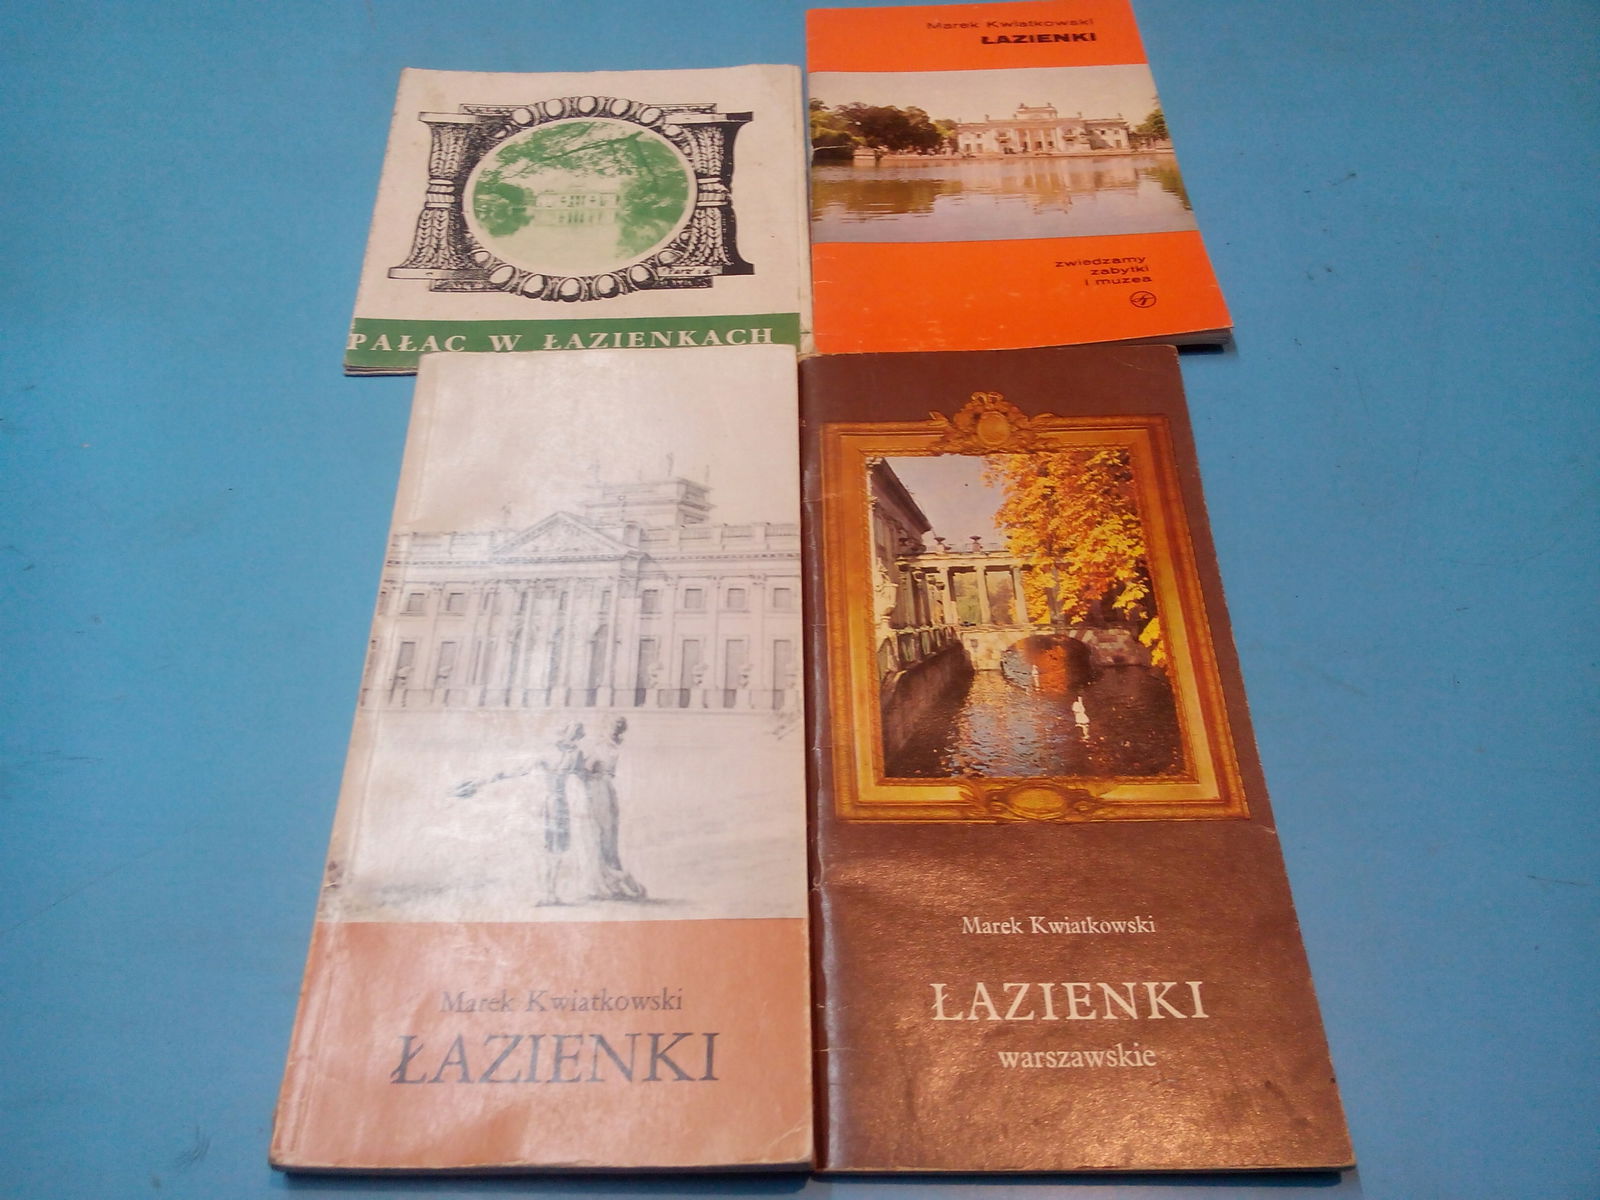 PAŁAC W ŁAZIENKACH
Marek Kwiatkowski
ŁAZIENKI
zwiedzamy
zabytki
i muzea
Marek Kwiatkowski
ŁAZIENKI
Marek Kwiatkowski
ŁAZIENKI
warszawskie